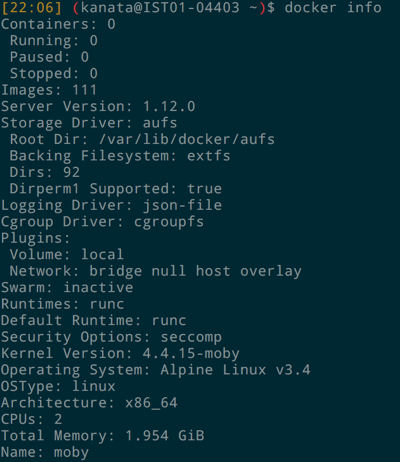 [22:06] (kanata@IST01-04403 ~)$ docker info
Containers: 0
 Running: 0
 Paused: 0
 Stopped: 0
Images: 111
Server Version: 1.12.0
Storage Driver: aufs
 Root Dir: /var/lib/docker/aufs
 Backing Filesystem: extfs
 Dirs: 92
 Dirperm1 Supported: true
Logging Driver: json-file
Cgroup Driver: cgroupfs
Plugins:
 Volume: local
 Network: bridge null host overlay
Swarm: inactive
Runtimes: runc
Default Runtime: runc
Security Options: seccomp
Kernel Version: 4.4.15-moby
Operating System: Alpine Linux v3.4
OSType: linux
Architecture: x86_64
CPUs: 2
Total Memory: 1.954 GiB
Name: moby